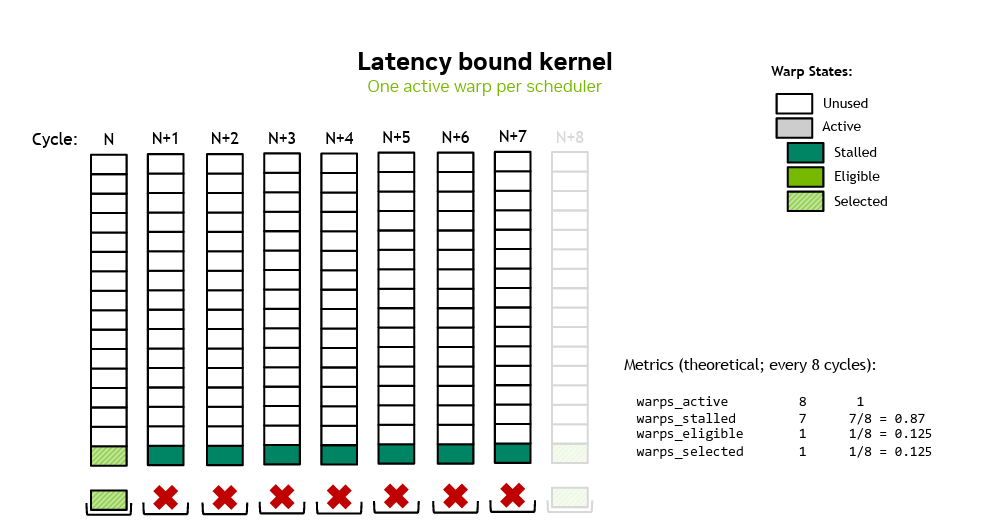 Latency bound kernel
One active warp per scheduler
Cycle: N N+1 N+2 N+3 N+4 N+5 N+6 N+7 N+8
Warp States:
Unused
Active
Stalled
Eligible
Selected
Metrics (theoretical; every 8 cycles):
warps_active 8 1
warps_stalled 7 7/8 = 0.87
warps_eligible 1 1/8 = 0.125
warps_selected 1 1/8 = 0.125